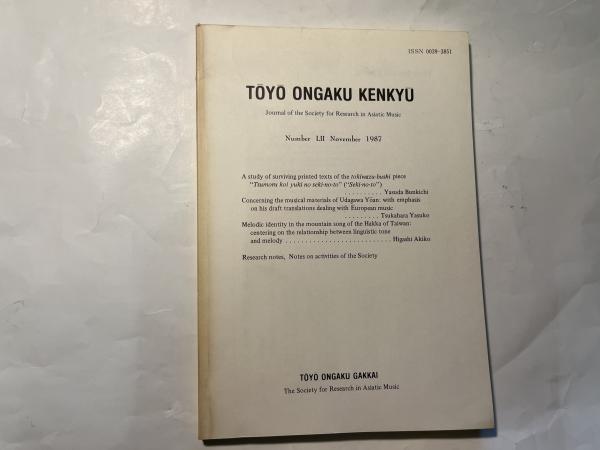 ISSN 0039-3851
TŌYŌ ONGAKU KENKYŪ
Journal of the Society for Research in Asiatic Music
Number LII November 1987
A study of surviving printed texts of the tokiwazu-bushi piece
"Tsumoru koi yuki no seki-no-to" ("Seki-no-to")
. . . . . . . . . . Yasuda Bunkichi
Concerning the musical materials of Udagawa Yōan: with emphasis
on his draft translations dealing with European music
. . . . . . . . . Tsukahara Yasuko
Melodic identity in the mountain song of the Hakka of Taiwan:
centering on the relationship between linguistic tone
and melody . . . . . . . . . . . . . . . . . . . . . . . . . . . Higashi Akiko
Research notes, Notes on activities of the Society
TŌYŌ ONGAKU GAKKAI
The Society for Research in Asiatic Music